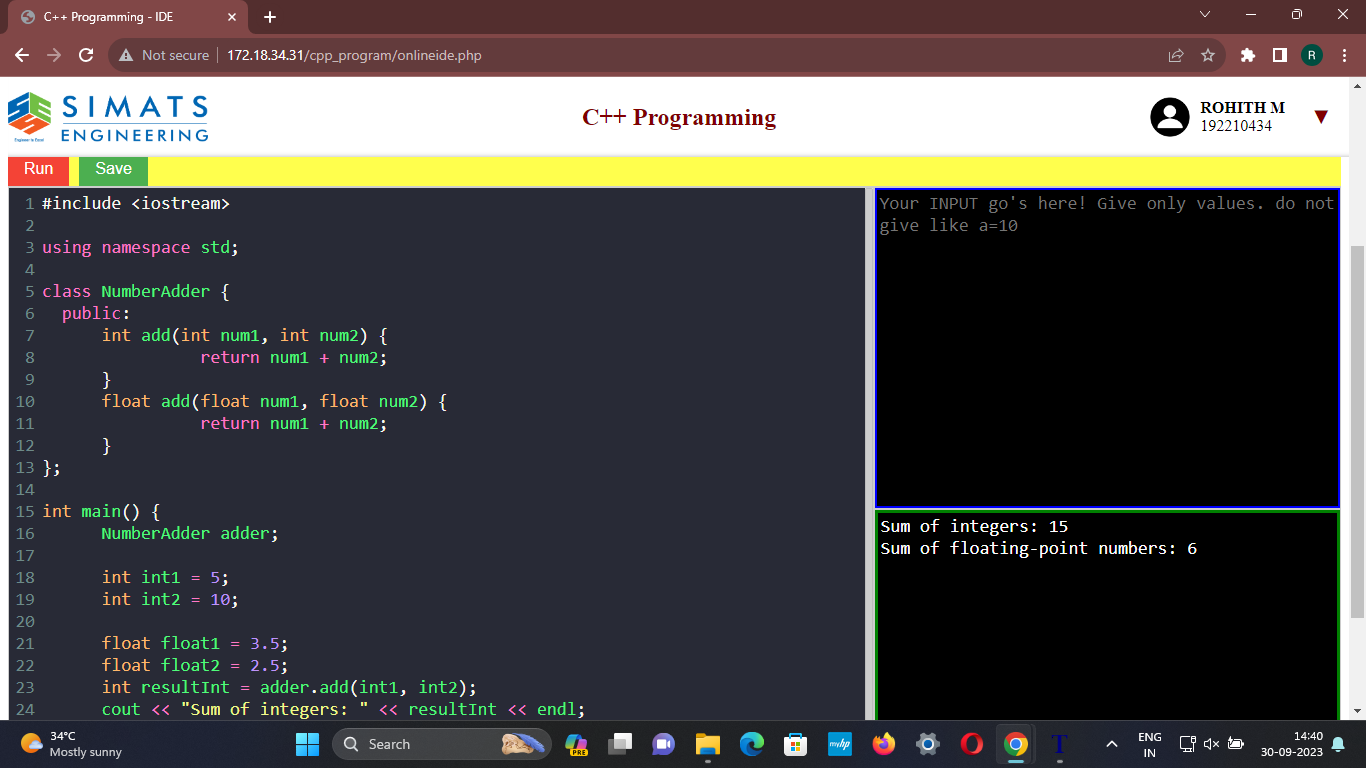 C++ Programming - IDE
Not secure
172.18.34.31/cpp_program/onlineide.php
R
SIMATS
ENGINEERING
Engineer to Excel
C++ Programming
ROHITH M
192210434
Run
Save
1 #include <iostream>
2
3 using namespace std;
4
5 class NumberAdder {
6 public:
7 int add(int num1, int num2) {
8 return num1 + num2;
9 }
10 float add(float num1, float num2) {
11 return num1 + num2;
12 }
13 };
14
15 int main() {
16 NumberAdder adder;
17
18 int int1 = 5;
19 int int2 = 10;
20
21 float float1 = 3.5;
22 float float2 = 2.5;
23 int resultInt = adder.add(int1, int2);
24 cout << "Sum of integers: " << resultInt << endl;
Your INPUT go's here! Give only values. do not
give like a=10
Sum of integers: 15
Sum of floating-point numbers: 6
34°C
Mostly sunny
Search
PRE
myhp
T
ENG
IN
14:40
30-09-2023